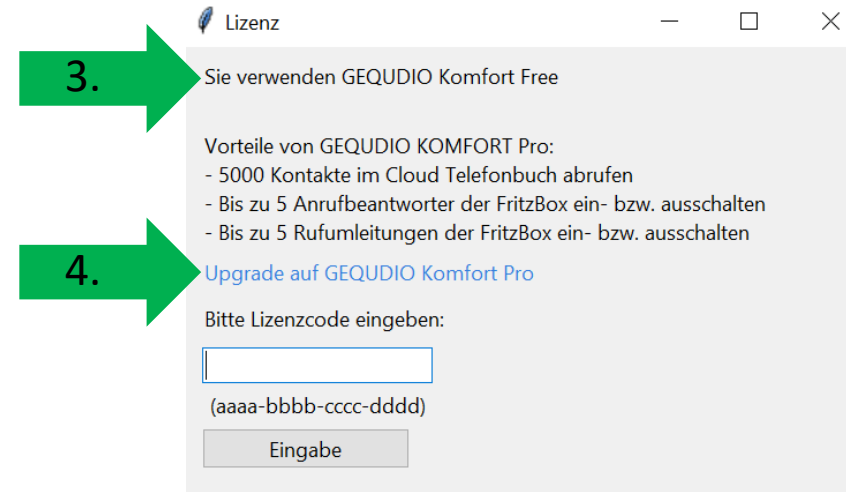 Lizenz
3.
Sie verwenden GEQUDIO Komfort Free
Vorteile von GEQUDIO KOMFORT Pro:
- 5000 Kontakte im Cloud Telefonbuch abrufen
- Bis zu 5 Anrufbeantworter der FritzBox ein- bzw. ausschalten
- Bis zu 5 Rufumleitungen der FritzBox ein- bzw. ausschalten
4.
Upgrade auf GEQUDIO Komfort Pro
Bitte Lizenzcode eingeben:
(aaaa-bbbb-cccc-dddd)
Eingabe